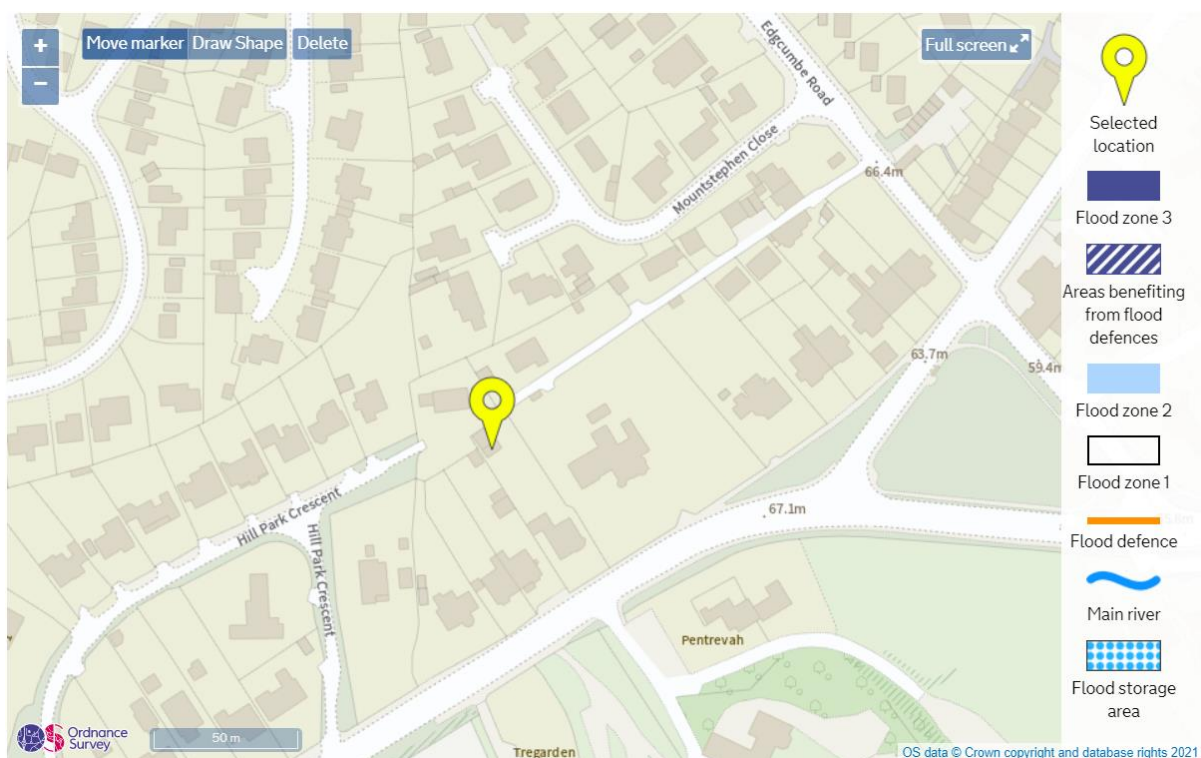 +
−
Move marker
Draw Shape
Delete
Full screen
Edgcumbe Road
Mountstephen Close
66.4m
63.7m
59.4m
67.1m
Hill Park Crescent
Hill Park Crescent
Pentrevah
Tregarden
50 m
Ordnance
Survey
OS data © Crown copyright and database rights 2021
Selected
location
Flood zone 3
Areas benefiting
from flood
defences
Flood zone 2
Flood zone 1
Flood defence
Main river
Flood storage
area